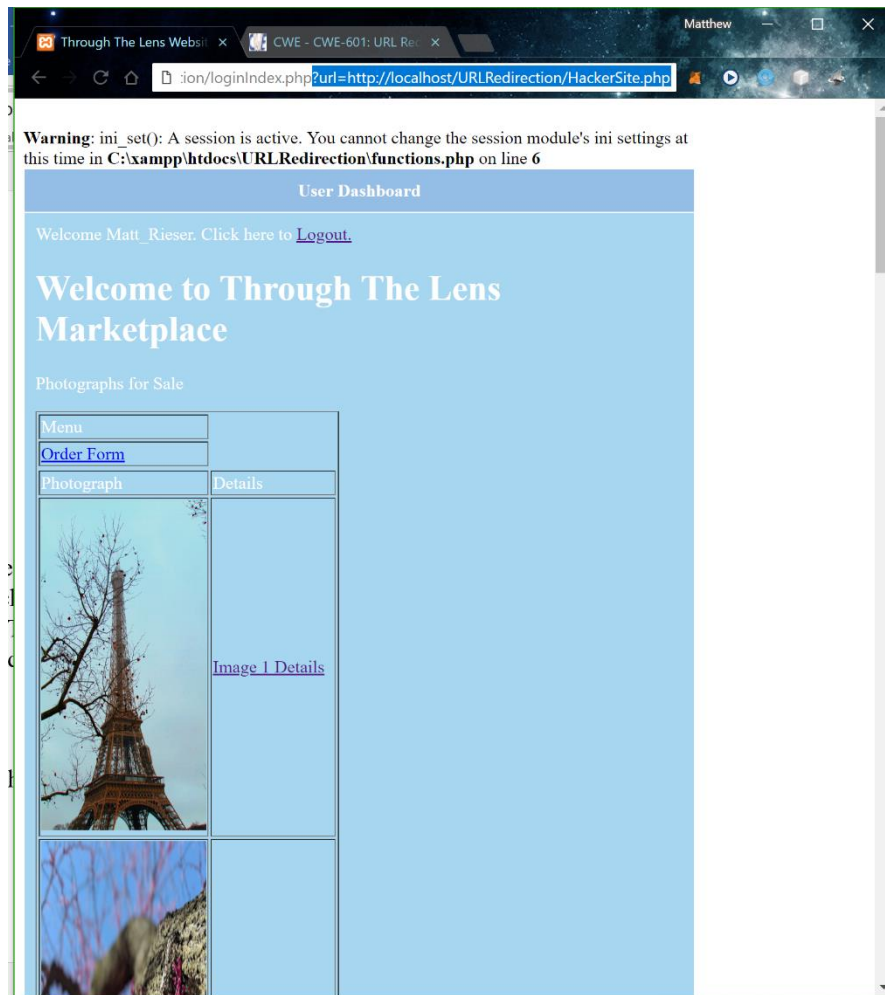 Matthew
Through The Lens Websit
CWE - CWE-601: URL Rec
:ion/loginIndex.php?url=http://localhost/URLRedirection/HackerSite.php
Warning: ini_set(): A session is active. You cannot change the session module's ini settings at
this time in C:\xampp\htdocs\URLRedirection\functions.php on line 6
User Dashboard
Welcome Matt_Rieser. Click here to Logout.
Welcome to Through The Lens
Marketplace
Photographs for Sale
Menu
Order Form
Photograph Details
Image 1 Details